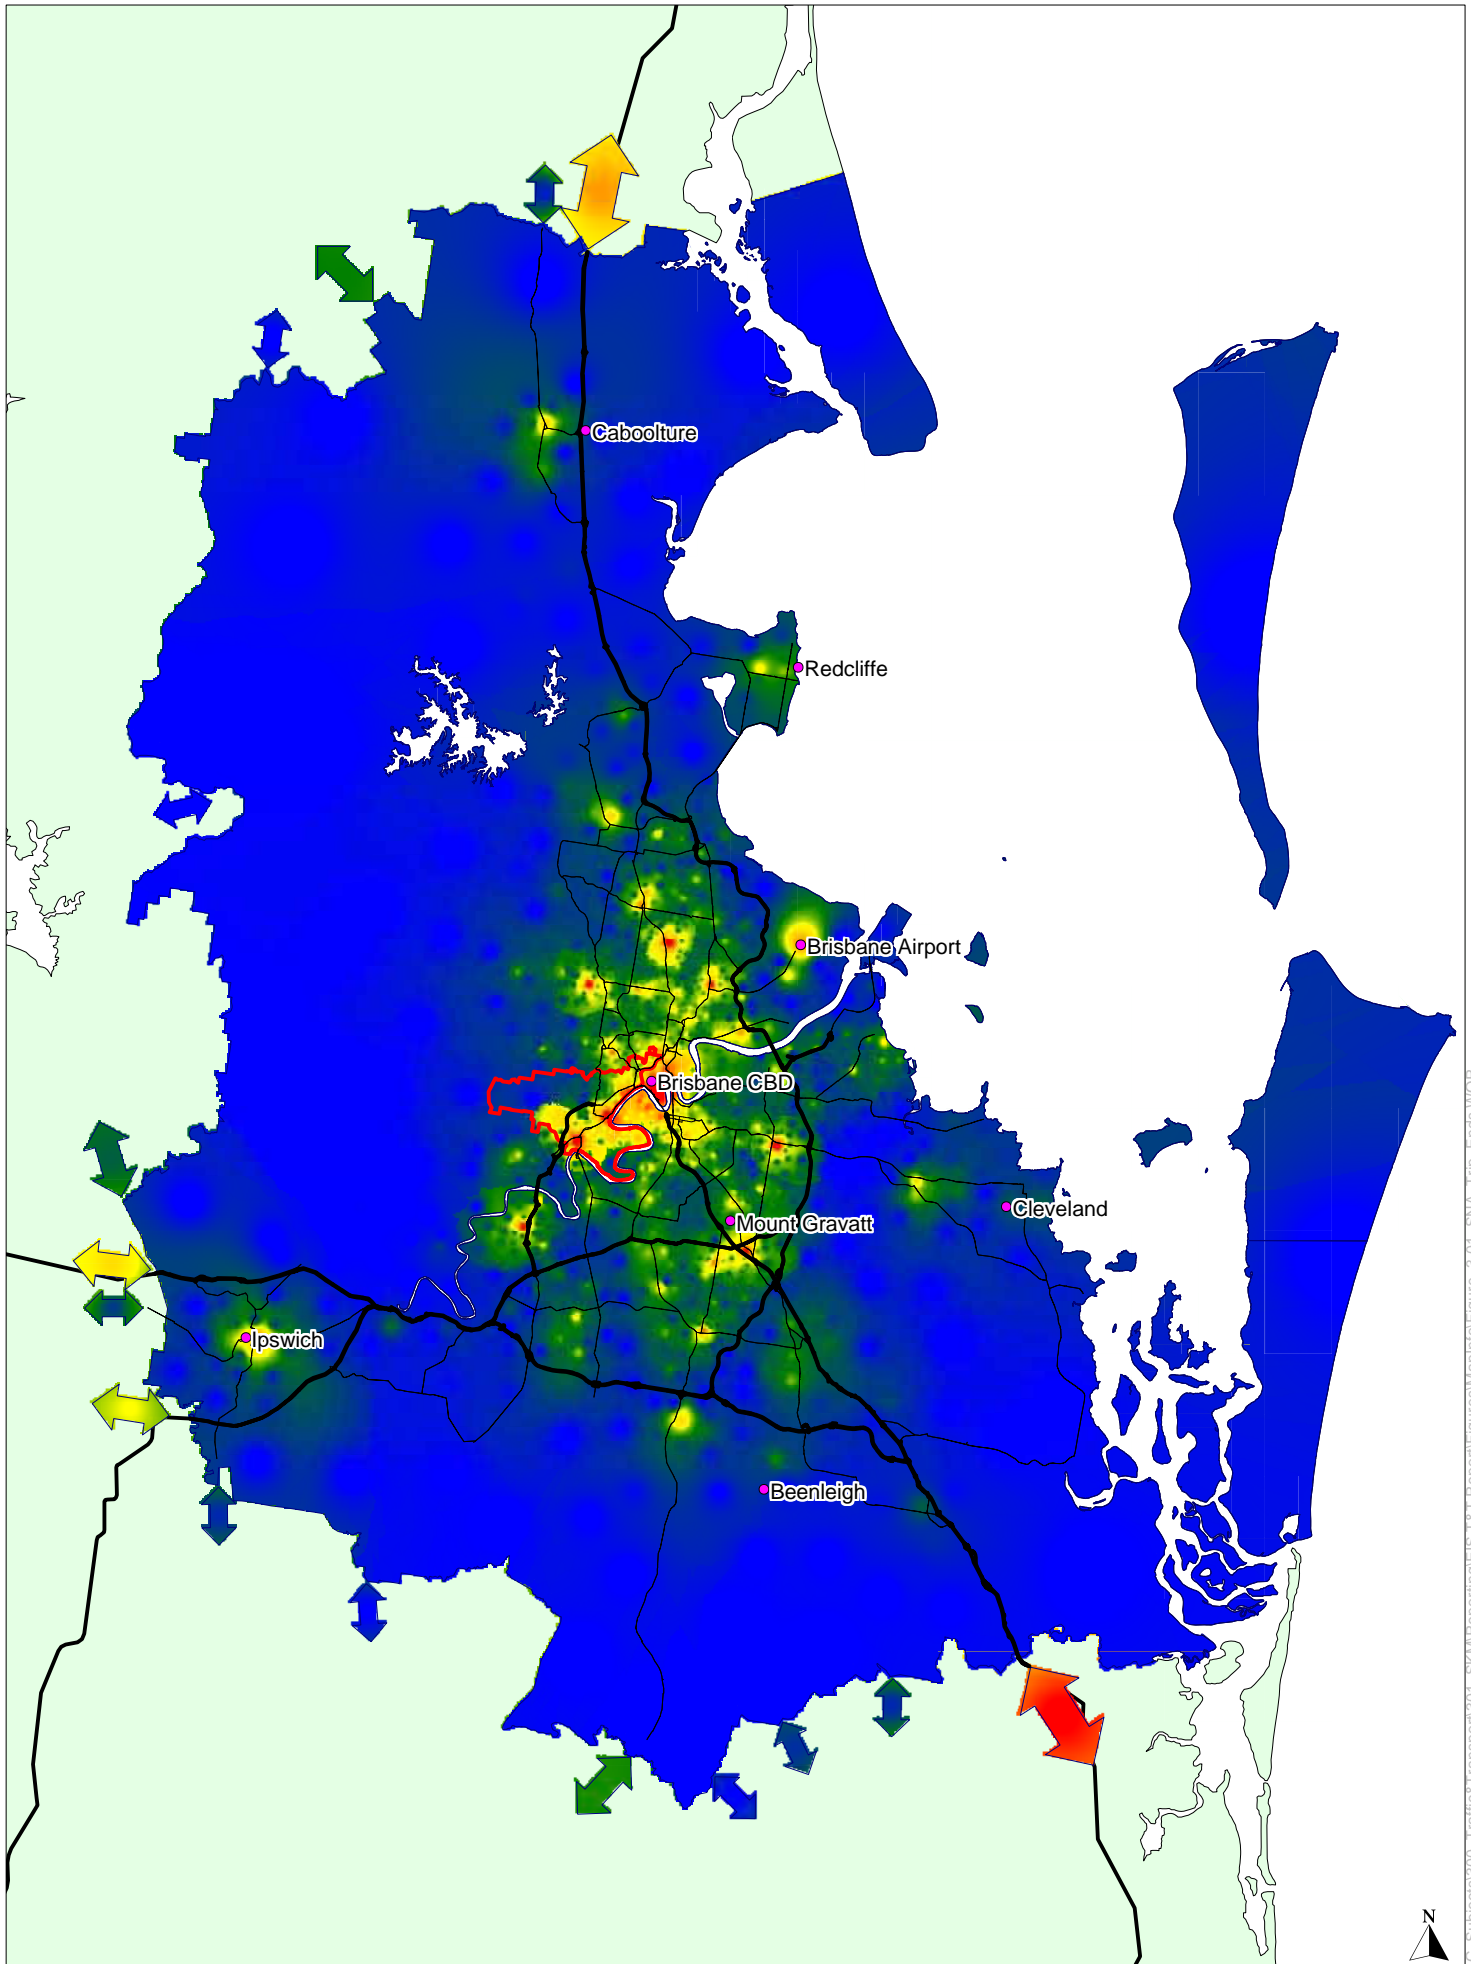 Caboolture
Redcliffe
Brisbane Airport
Brisbane CBD
Cleveland
Mount Gravatt
Ipswich
Beenleigh
N